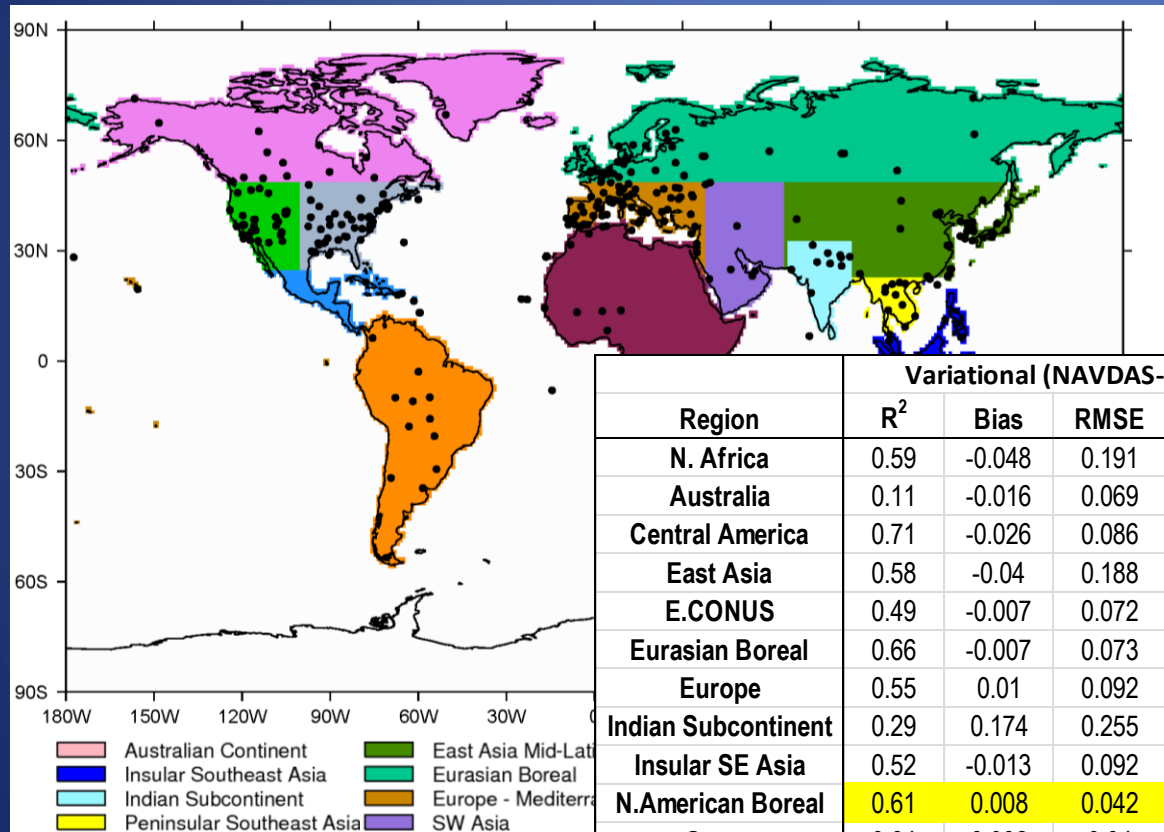 90N
60N
30N
0
30S
60S
90S
180W 150W 120W 90W 60W 30W
Australian Continent
Insular Southeast Asia
Indian Subcontinent
Peninsular Southeast Asia
East Asia Mid-Lati
Eurasian Boreal
Europe - Mediterra
SW Asia
Variational (NAVDAS-
Region R² Bias RMSE
N. Africa 0.59 -0.048 0.191
Australia 0.11 -0.016 0.069
Central America 0.71 -0.026 0.086
East Asia 0.58 -0.04 0.188
E.CONUS 0.49 -0.007 0.072
Eurasian Boreal 0.66 -0.007 0.073
Europe 0.55 0.01 0.092
Indian Subcontinent 0.29 0.174 0.255
Insular SE Asia 0.52 -0.013 0.092
N.American Boreal 0.61 0.008 0.042